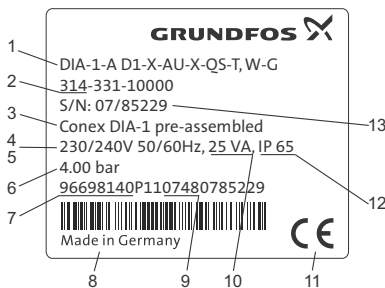 GRUNDFOS
1
DIA-1-A D1-X-AU-X-QS-T, W-G
2
314-331-10000
S/N: 07/85229
13
3
Conex DIA-1 pre-assembled
4
230/240V 50/60Hz, 25 VA, IP 65
5
6
4.00 bar
12
7
96698140P1107480785229
Made in Germany
CE
8
9
10
11